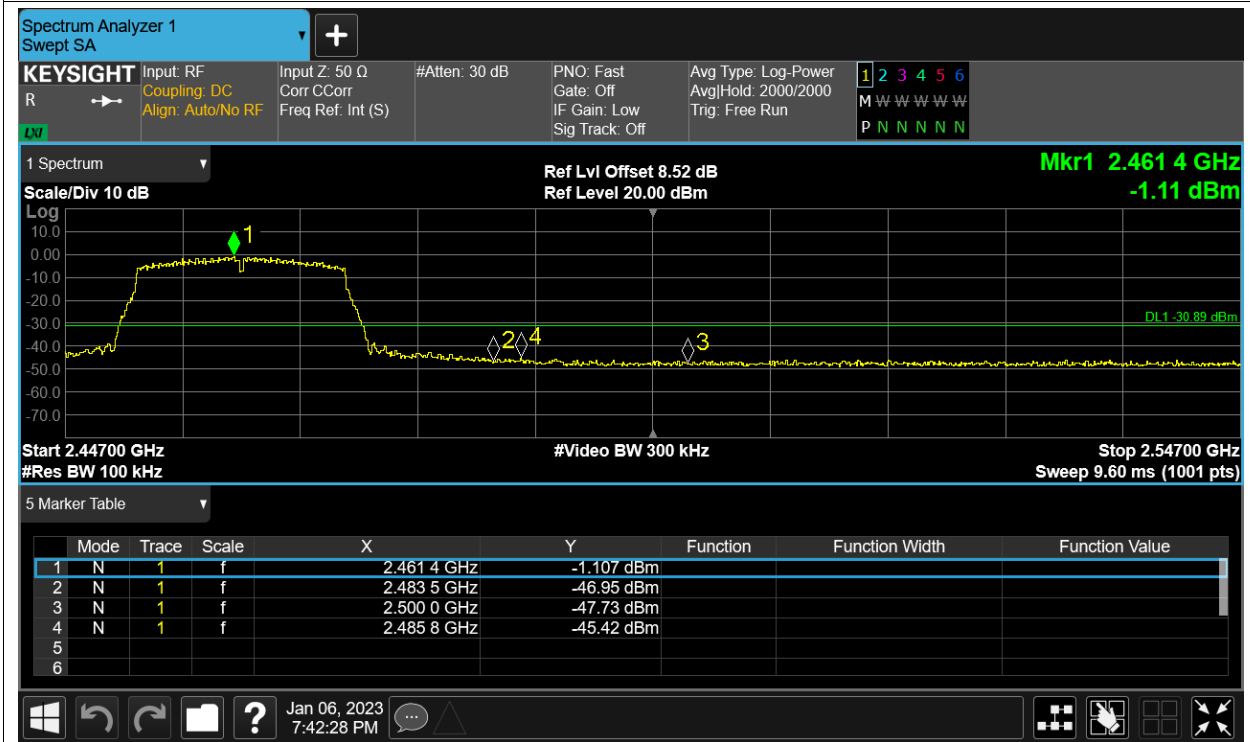 Spectrum Analyzer 1
Swept SA
+
KEYSIGHT
R
LXI
Input: RF
Coupling: DC
Align: Auto/No RF
Input Z: 50 Ω
Corr CCorr
Freq Ref: Int (S)
#Atten: 30 dB
PNO: Fast
Gate: Off
IF Gain: Low
Sig Track: Off
Avg Type: Log-Power
Avg|Hold: 2000/2000
Trig: Free Run
1 2 3 4 5 6
M W W W W W
P N N N N N
1 Spectrum
Scale/Div 10 dB
Ref Lvl Offset 8.52 dB
Ref Level 20.00 dBm
Mkr1 2.461 4 GHz
-1.11 dBm
Log
10.0
0.00
-10.0
-20.0
-30.0
-40.0
-50.0
-60.0
-70.0
1
2
4
3
DL1 -30.89 dBm
Start 2.44700 GHz
#Res BW 100 kHz
#Video BW 300 kHz
Stop 2.54700 GHz
Sweep 9.60 ms (1001 pts)
5 Marker Table
Mode Trace Scale X Y Function Function Width Function Value
1 N 1 f 2.461 4 GHz -1.107 dBm
2 N 1 f 2.483 5 GHz -46.95 dBm
3 N 1 f 2.500 0 GHz -47.73 dBm
4 N 1 f 2.485 8 GHz -45.42 dBm
5
6
?
Jan 06, 2023
7:42:28 PM